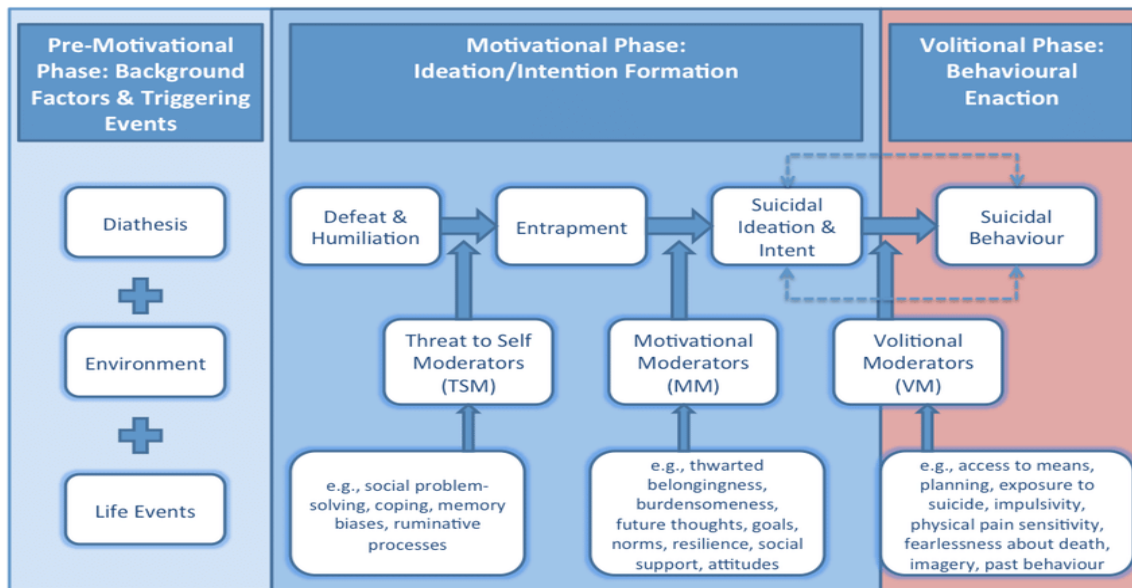 Pre-Motivational
Phase: Background
Factors & Triggering
Events
Motivational Phase:
Ideation/Intention Formation
Volitional Phase:
Behavioural
Enaction
Diathesis
Environment
Life Events
Defeat &
Humiliation
Entrapment
Suicidal
Ideation &
Intent
Suicidal
Behaviour
Threat to Self
Moderators
(TSM)
Motivational
Moderators
(MM)
Volitional
Moderators
(VM)
e.g., social problem-
solving, coping, memory
biases, ruminative
processes
e.g., thwarted
belongingness,
burdensomeness,
future thoughts, goals,
norms, resilience, social
support, attitudes
e.g., access to means,
planning, exposure to
suicide, impulsivity,
physical pain sensitivity,
fearlessness about death,
imagery, past behaviour